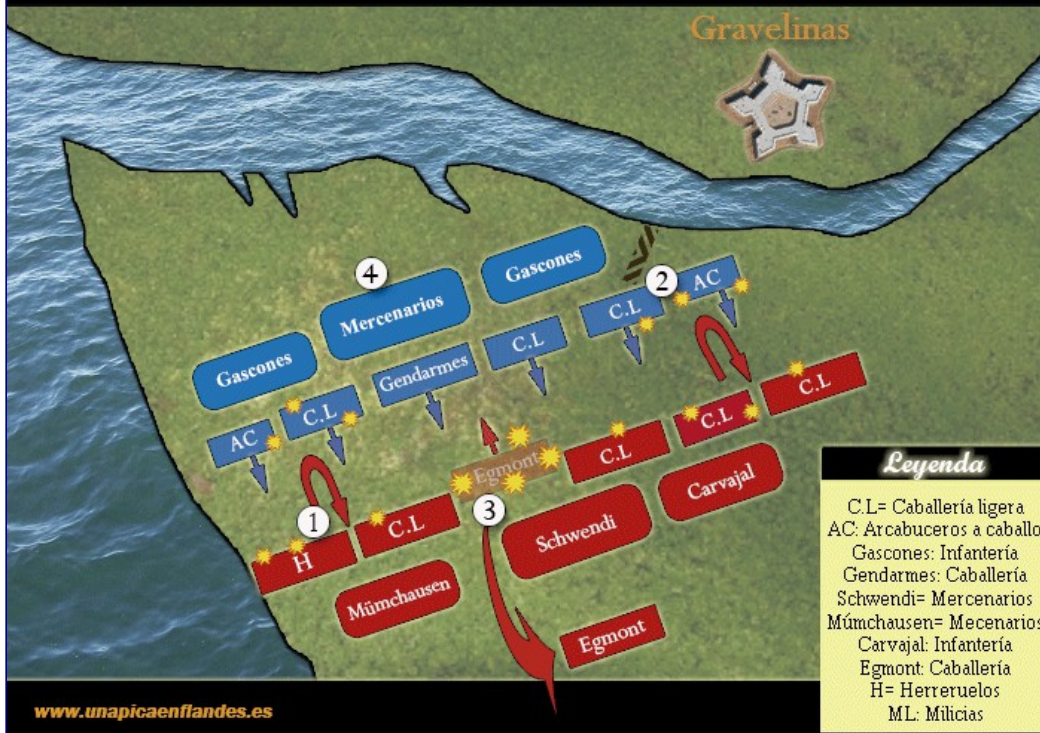 Gravelinas
Gascones
4
Mercenarios
Gascones
2
AC
C.L
C.L
Gendarmes
C.L
AC
C.L
C.L
C.L
Egmont
3
C.L
1
H
Carvajal
Schwendi
Mümchausen
Egmont
Leyenda
C.L= Caballería ligera
AC: Arcabuceros a caballo
Gascones: Infantería
Gendarmes: Caballería
Schwendi= Mercenarios
Múmchausen= Mecenarios
Carvajal: Infantería
Egmont: Caballería
H= Herreruelos
ML: Milicias
www.unapicaenflandes.es